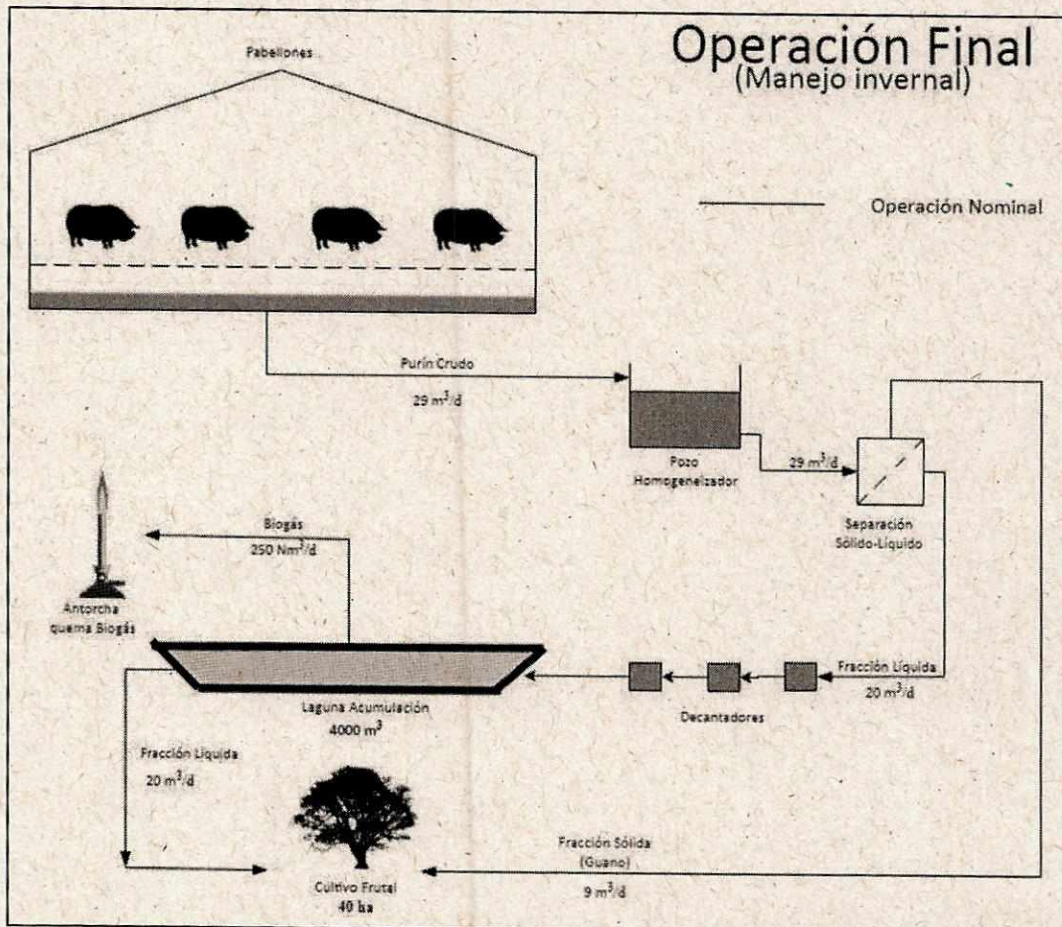 Operación Final
(Manejo invernal)
Pabellones
Operación Nominal
Purín Crudo
29 m³/d
Pozo
Homogeneizador
29 m³/d
Separación
Sólido-Líquido
Biogás
250 Nm³/d
Antorcha
quema Biogás
Laguna Acumulación
4000 m³
Decantadores
Fracción Líquida
20 m³/d
Fracción Líquida
20 m³/d
Cultivo Frutal
40 ha
Fracción Sólida
(Guano)
9 m³/d